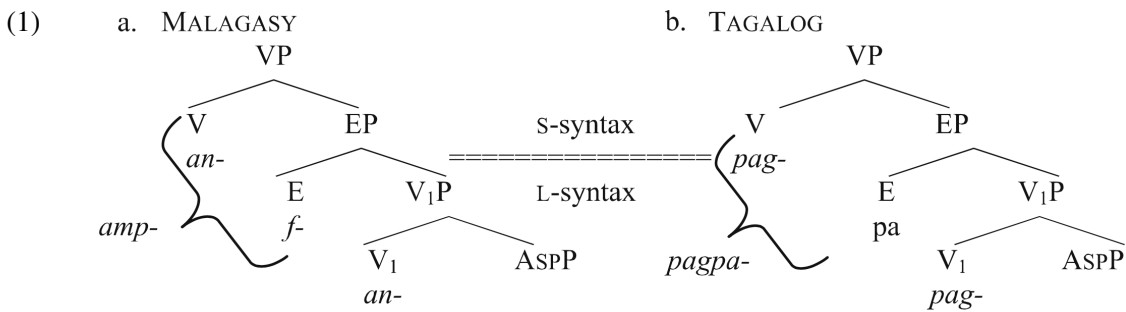 (1) a. MALAGASY b. TAGALOG
VP VP
V EP S-syntax V EP
an- ================ pag-
E V₁P L-syntax E V₁P
amp- f- pagpa- pa
V₁ ASPP V₁ ASPP
an- pag-